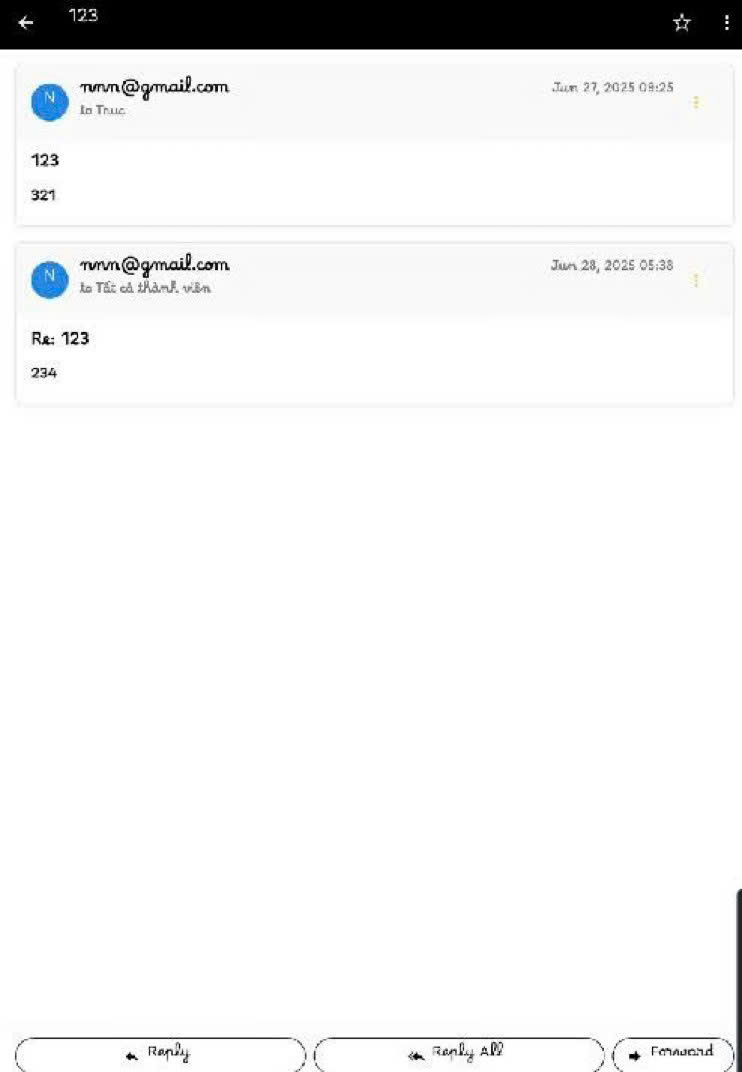 123
N
nnn@gmail.com
Jun 27, 2025 09:25
to Truc
123
321
N
nnn@gmail.com
Jun 28, 2025 05:38
to Tất cả thành viên
Re: 123
234
Reply
Reply All
Forward